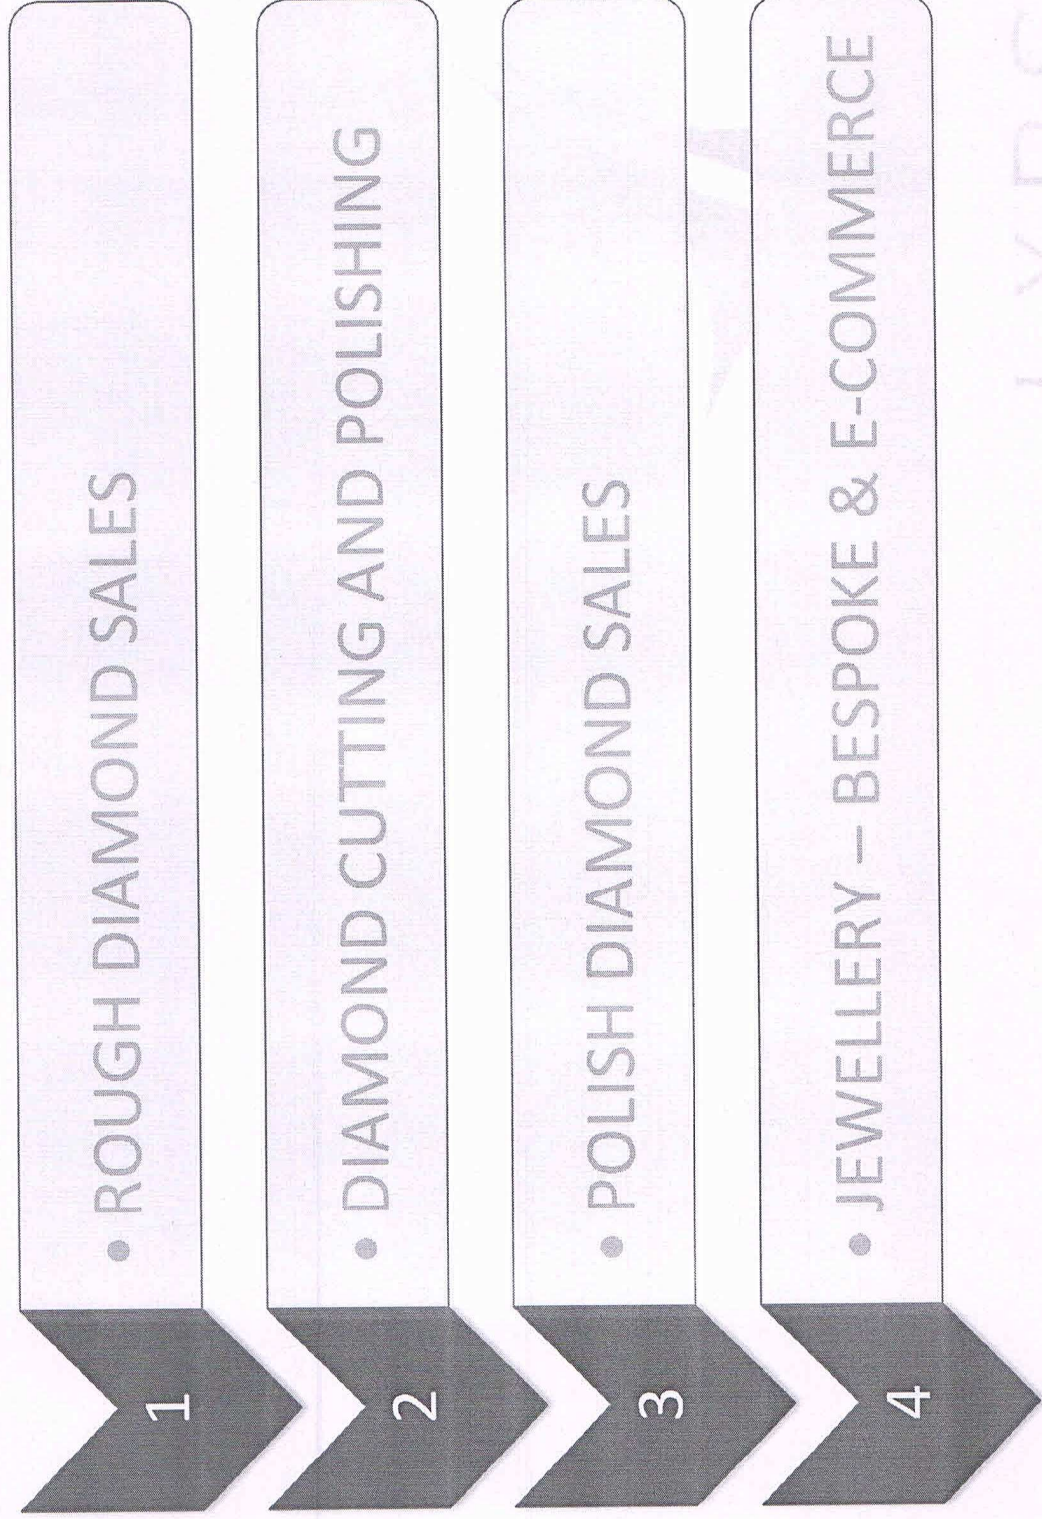 1
• ROUGH DIAMOND SALES
2
• DIAMOND CUTTING AND POLISHING
3
• POLISH DIAMOND SALES
4
• JEWELLERY – BESPOKE & E-COMMERCE